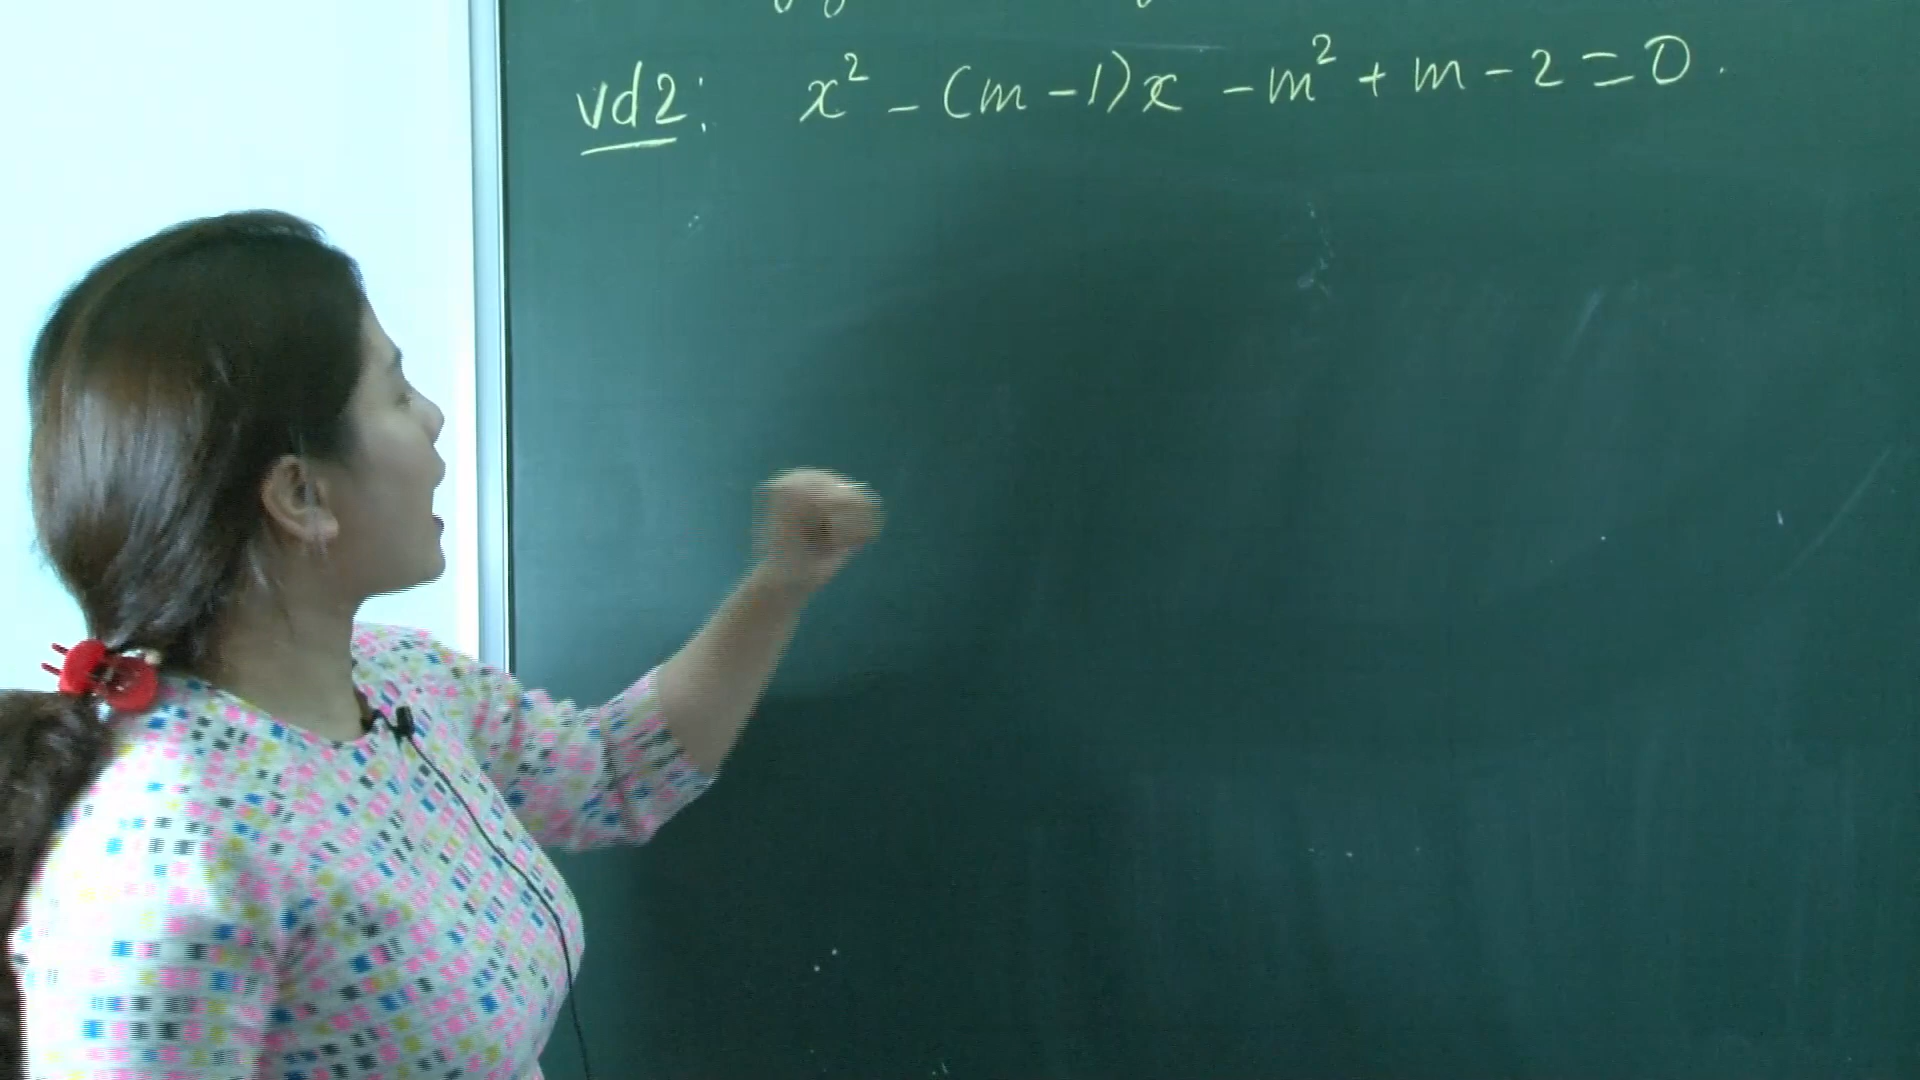 vd2: x² - (m - 1)x - m² + m - 2 = 0.